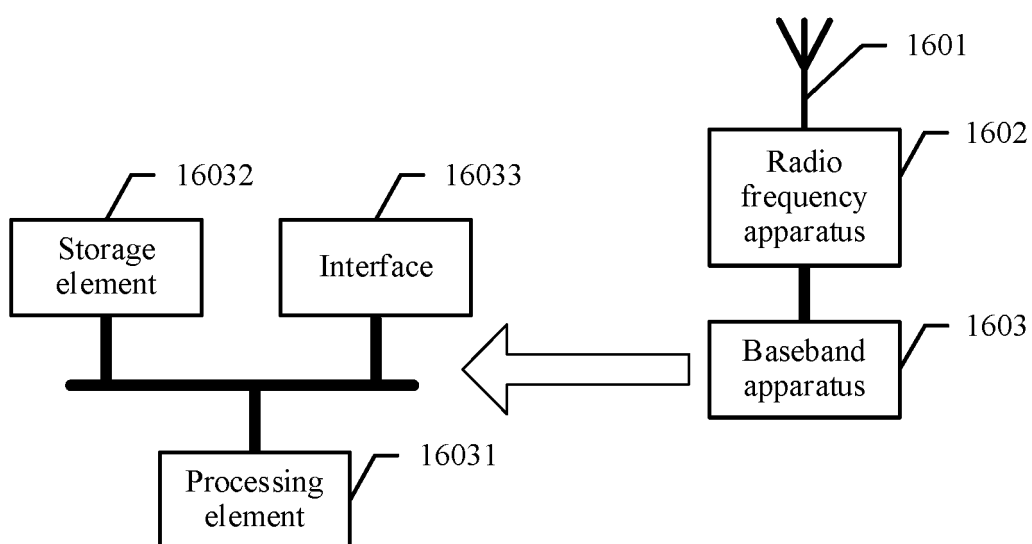 1601
1602
Radio
frequency
apparatus
16032
16033
Storage
element
Interface
1603
Baseband
apparatus
16031
Processing
element